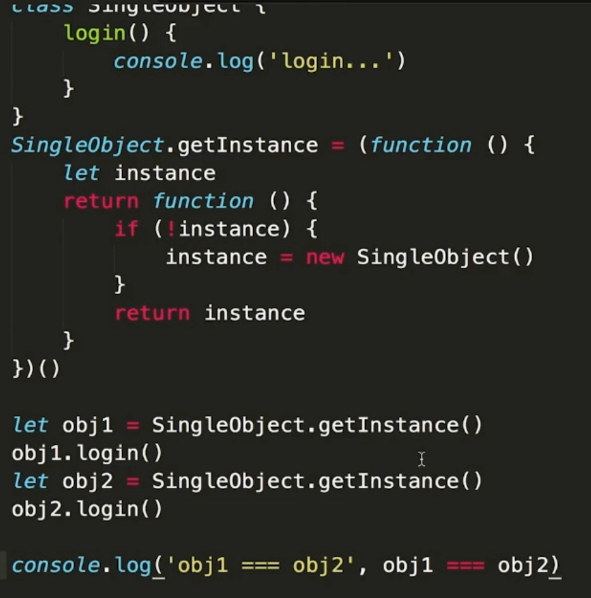 class SingleObject {
    login() {
        console.log('login...')
    }
}
SingleObject.getInstance = (function () {
    let instance
    return function () {
        if (!instance) {
            instance = new SingleObject()
        }
        return instance
    }
})()
let obj1 = SingleObject.getInstance()
obj1.login()
let obj2 = SingleObject.getInstance()
obj2.login()
console.log('obj1 === obj2', obj1 === obj2)